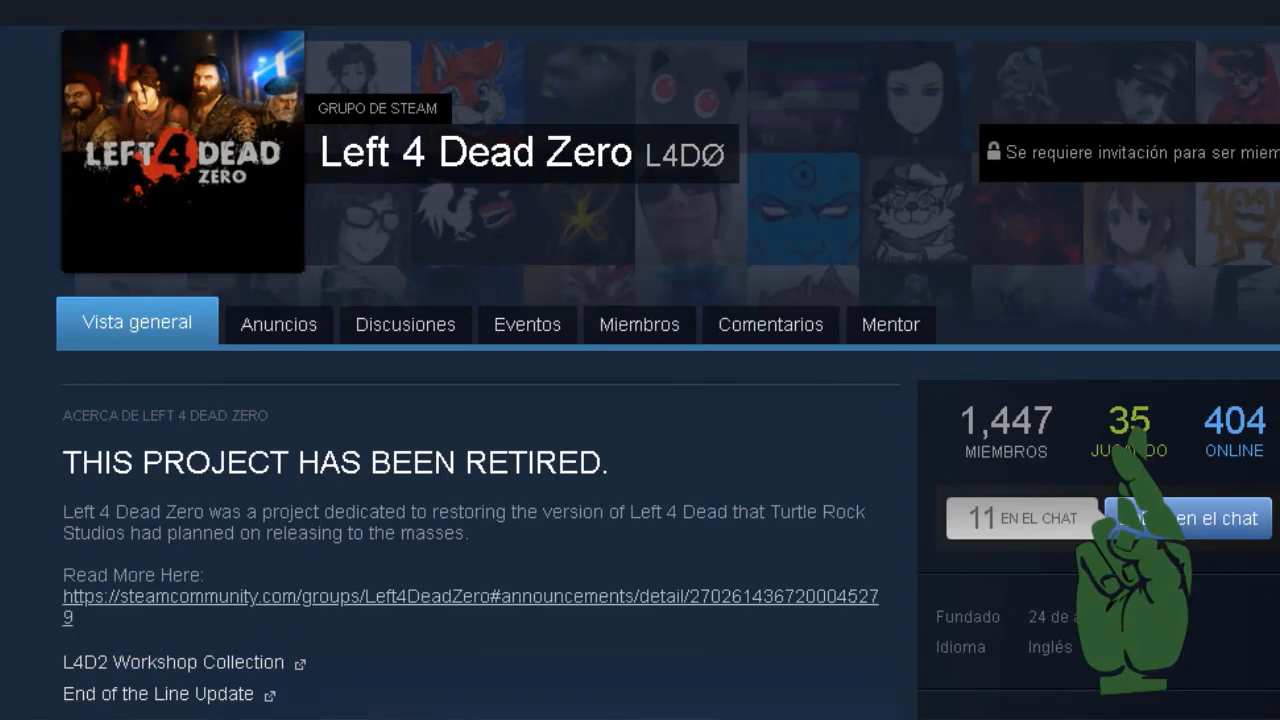 GRUPO DE STEAM
Left 4 Dead Zero L4DØ
LEFT 4 DEAD
ZERO
Se requiere invitación para ser
Vista general
Anuncios
Discusiones
Eventos
Miembros
Comentarios
Mentor
ACERCA DE LEFT 4 DEAD ZERO
THIS PROJECT HAS BEEN RETIRED.
Left 4 Dead Zero was a project dedicated to restoring the version of Left 4 Dead that Turtle Rock
Studios had planned on releasing to the masses.
Read More Here:
https://steamcommunity.com/groups/Left4DeadZero#announcements/detail/270261436720004527
9
L4D2 Workshop Collection
End of the Line Update
1,447 35 404
MIEMBROS ONLINE
11 EN EL CHAT
en el chat
Fundado 24 de
Idioma Inglés